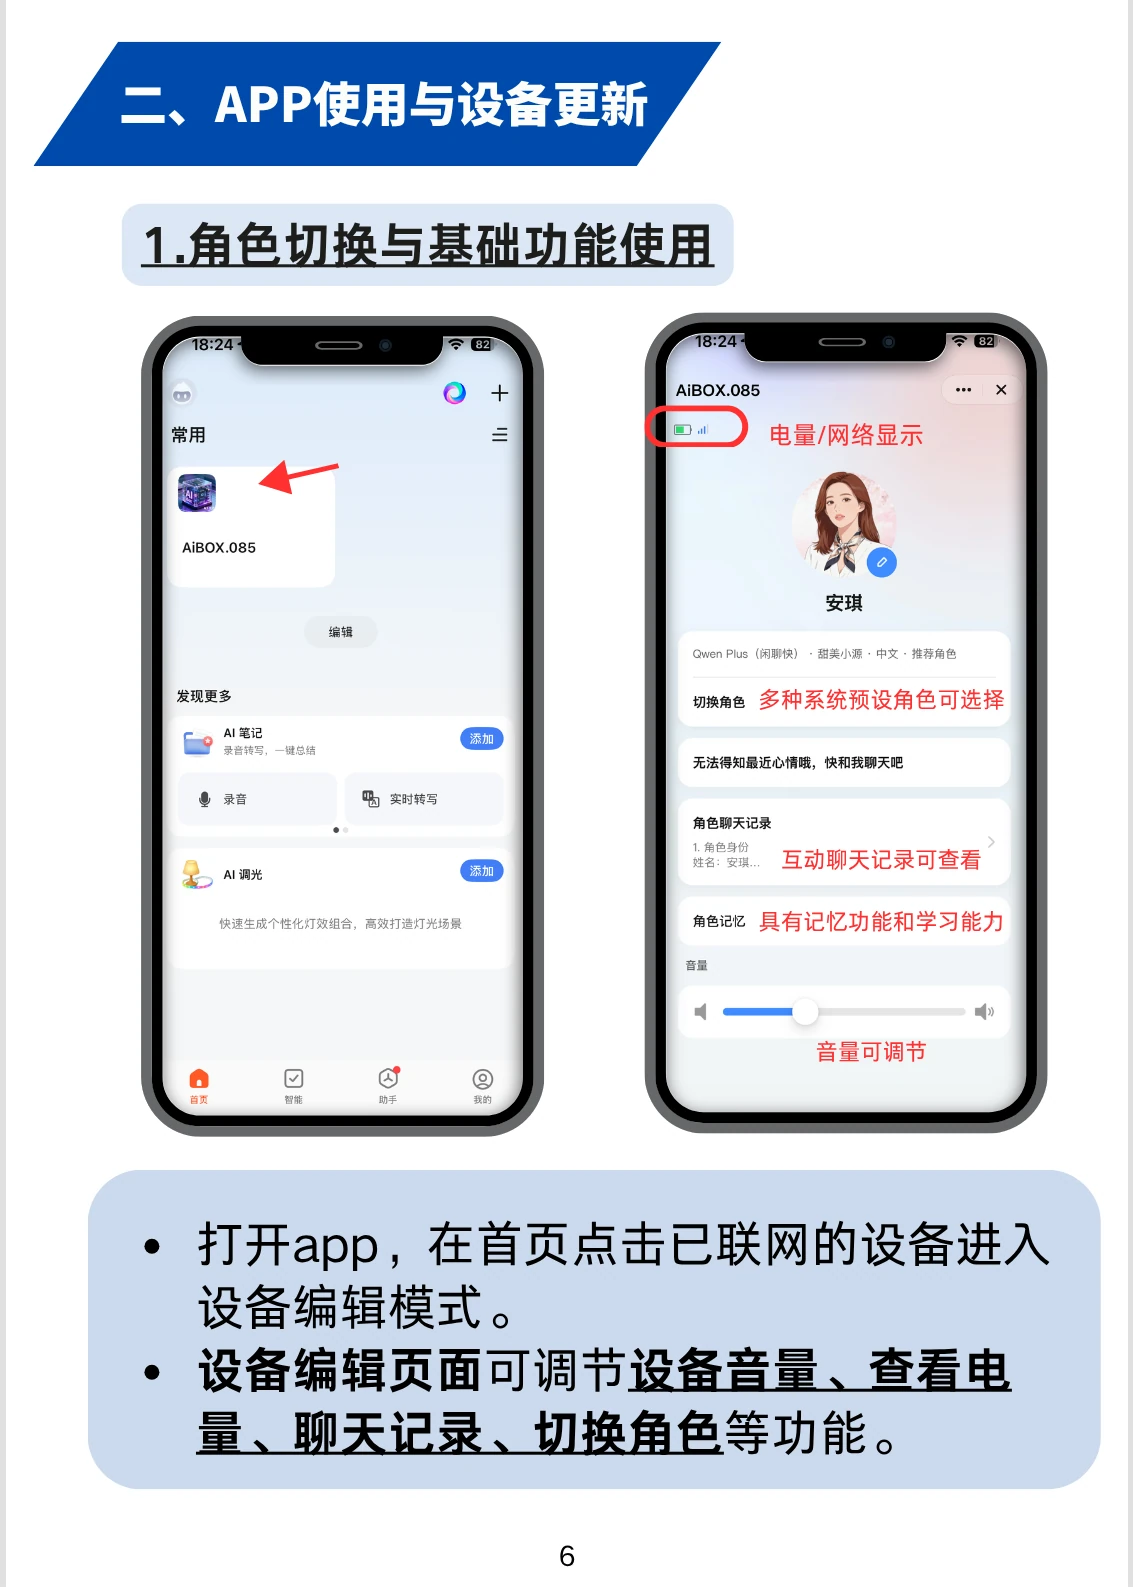 二、APP使用与设备更新
1.角色切换与基础功能使用
18:24
82
常用
AI
AiBOX.085
编辑
发现更多
AI 笔记
录音转写，一键总结
添加
录音
实时转写
AI 调光
添加
快速生成个性化灯效组合，高效打造灯光场景
首页
智能
助手
我的
18:24
82
AiBOX.085
电量/网络显示
安琪
Qwen Plus（闲聊快） · 甜美小源 · 中文 · 推荐角色
切换角色 多种系统预设角色可选择
无法得知最近心情哦，快和我聊天吧
角色聊天记录
1. 角色身份
姓名：安琪...
互动聊天记录可查看
角色记忆 具有记忆功能和学习能力
音量
音量可调节
• 打开app，在首页点击已联网的设备进入
设备编辑模式。
• 设备编辑页面可调节设备音量、查看电
量、聊天记录、切换角色等功能。
6